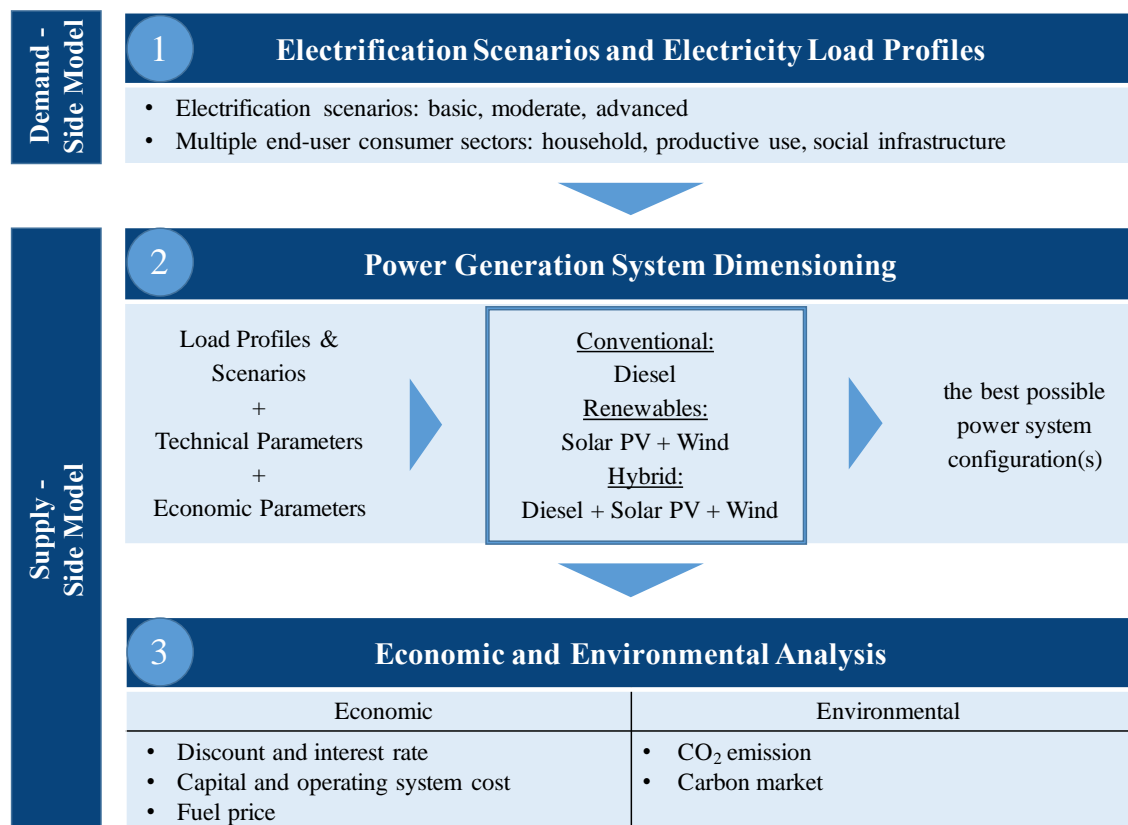 Demand -
Side Model
1
Electrification Scenarios and Electricity Load Profiles
• Electrification scenarios: basic, moderate, advanced
• Multiple end-user consumer sectors: household, productive use, social infrastructure
Supply -
Side Model
2
Power Generation System Dimensioning
Load Profiles &
Scenarios
+
Technical Parameters
+
Economic Parameters
Conventional:
Diesel
Renewables:
Solar PV + Wind
Hybrid:
Diesel + Solar PV + Wind
the best possible
power system
configuration(s)
3
Economic and Environmental Analysis
Economic
• Discount and interest rate
• Capital and operating system cost
• Fuel price
Environmental
• CO₂ emission
• Carbon market